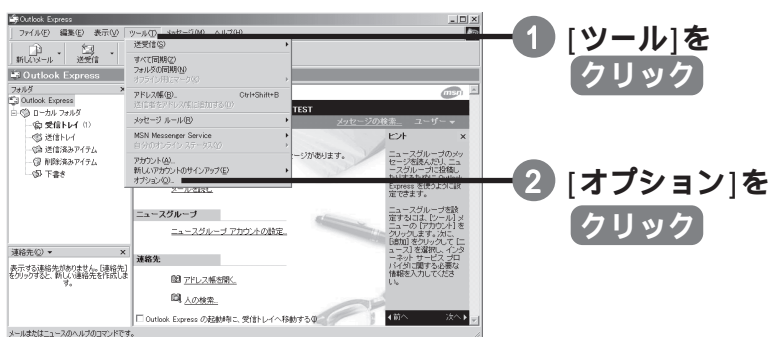 Outlook Express
ファイル(F) 編集(E) 表示(V) ツール(T) メッセージ(M) ヘルプ(H)
新しいメール 送受信
Outlook Express
フォルダ ×
Outlook Express
ローカル フォルダ
受信トレイ (1)
送信トレイ
送信済みアイテム
削除済みアイテム
下書き
連絡先(C) ▼ ×
表示する連絡先がありません。[連絡先]
をクリックすると、新しい連絡先を作成しま
す。
送受信(S)
すべて同期(Z)
フォルダの同期(N)
オフライン用にマーク(K)
アドレス帳(B)... Ctrl+Shift+B
送信者をアドレス帳に追加する(D)
メッセージ ルール(R)
MSN Messenger Service
自分のオンライン ステータス(Y)
アカウント(A)...
新しいアカウントのサインアップ(E)
オプション(O)...
msn
TEST
メッセージの検索... ユーザー ▼
ージがあります。
メールを読む
ニュースグループ
ニュースグループ アカウントの設定...
連絡先
アドレス帳を開く...
人の検索...
Outlook Express の起動時に、受信トレイへ移動する
ヒント ×
ニュースグループのメッ
セージを読んだり、ニュ
ースグループに投稿し
たりするために Outlook
Express を使うように設
定できます。
ニュースグループを設
定するには、[ツール] メ
ニューの [アカウント] を
クリックします。次に、
[追加] をクリックして [ニ
ュース] を選択し、インタ
ーネット サービス プロ
バイダに関する必要な
情報を入力してくださ
い。
前へ 次へ
メールまたはニュースのヘルプのコマンドです。
1 [ツール]を
クリック
2 [オプション]を
クリック